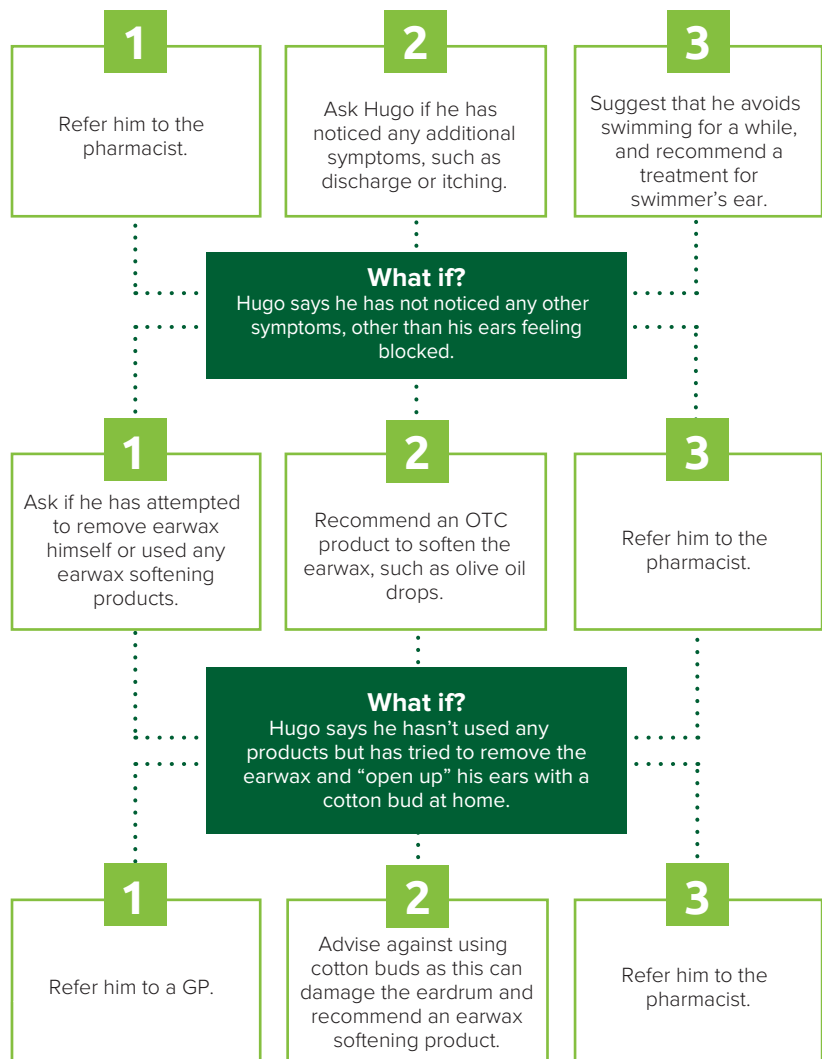 1
Refer him to the
pharmacist.
2
Ask Hugo if he has
noticed any additional
symptoms, such as
discharge or itching.
3
Suggest that he avoids
swimming for a while,
and recommend a
treatment for
swimmer’s ear.
What if?
Hugo says he has not noticed any other
symptoms, other than his ears feeling
blocked.
1
Ask if he has attempted
to remove earwax
himself or used any
earwax softening
products.
2
Recommend an OTC
product to soften the
earwax, such as olive oil
drops.
3
Refer him to the
pharmacist.
What if?
Hugo says he hasn’t used any
products but has tried to remove the
earwax and “open up” his ears with a
cotton bud at home.
1
Refer him to a GP.
2
Advise against using
cotton buds as this can
damage the eardrum and
recommend an earwax
softening product.
3
Refer him to the
pharmacist.